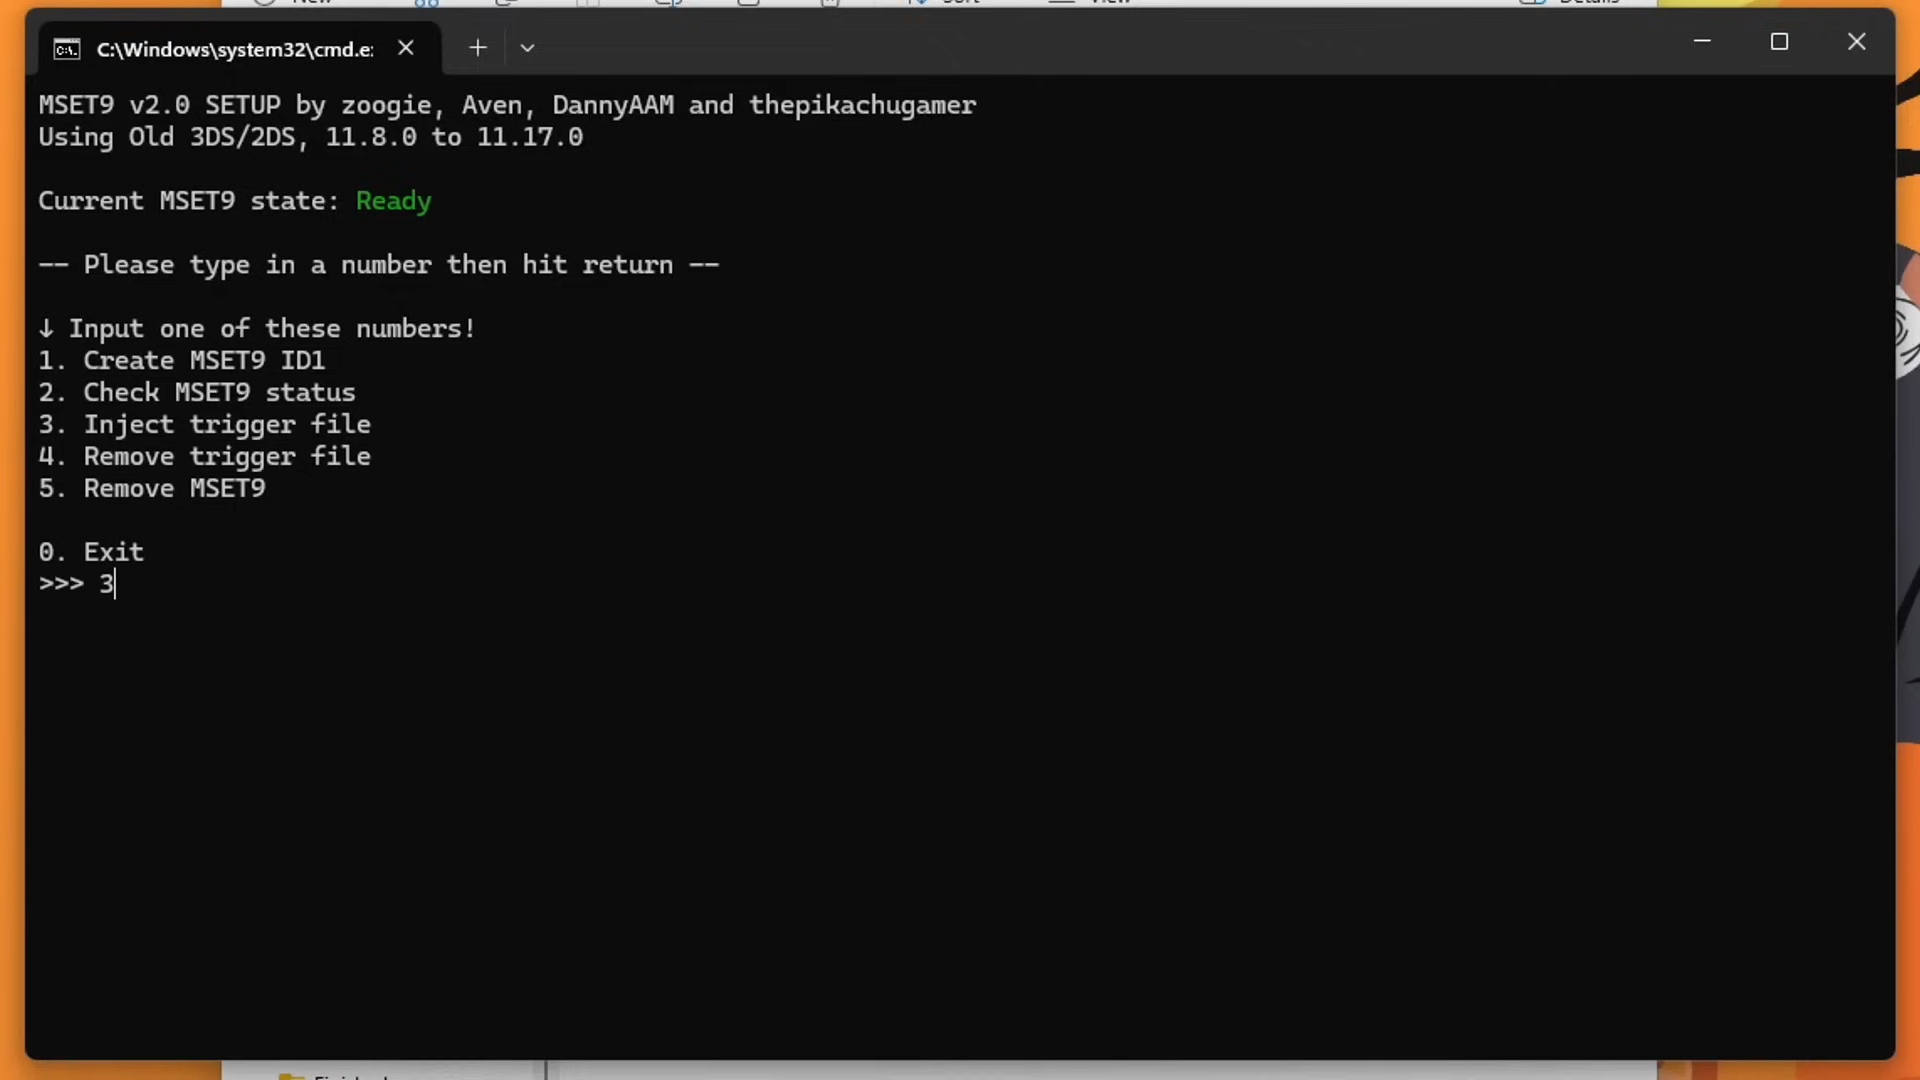 C:\Windows\system32\cmd.e:
MSET9 v2.0 SETUP by zoogie, Aven, DannyAAM and thepikachugamer
Using Old 3DS/2DS, 11.8.0 to 11.17.0
Current MSET9 state: Ready
-- Please type in a number then hit return --
↓ Input one of these numbers!
1. Create MSET9 ID1
2. Check MSET9 status
3. Inject trigger file
4. Remove trigger file
5. Remove MSET9
0. Exit
>>> 3